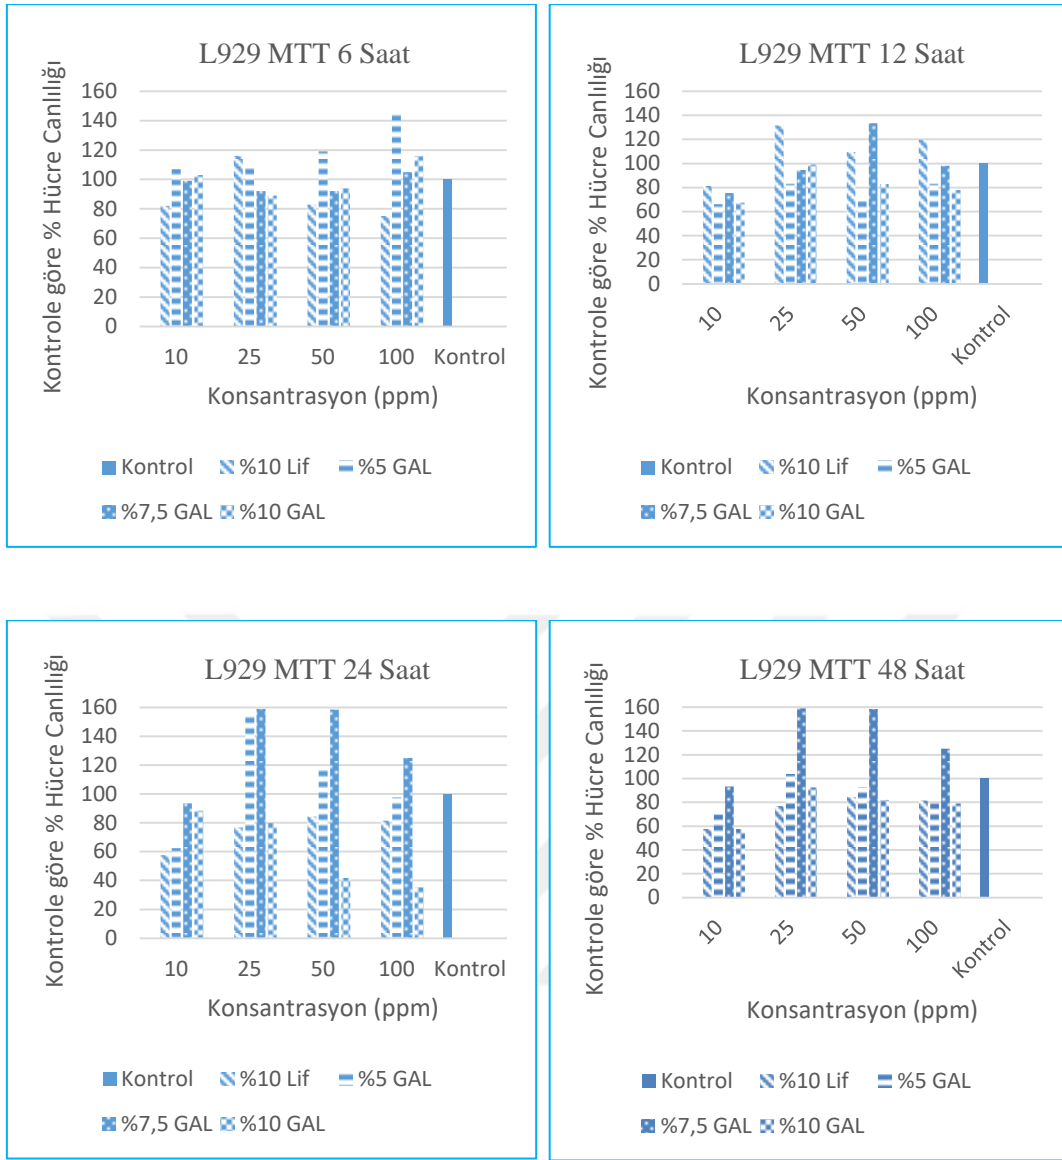 L929 MTT 6 Saat
Kontrole göre % Hücre Canlılığı
160
140
120
100
80
60
40
20
0
10 25 50 100 Kontrol
Konsantrasyon (ppm)
Kontrol %10 Lif %5 GAL
%7,5 GAL %10 GAL
L929 MTT 12 Saat
Kontrole göre % Hücre Canlılığı
160
140
120
100
80
60
40
20
0
10 25 50 100 Kontrol
Konsantrasyon (ppm)
Kontrol %10 Lif %5 GAL
%7,5 GAL %10 GAL
L929 MTT 24 Saat
Kontrole göre % Hücre Canlılığı
160
140
120
100
80
60
40
20
0
10 25 50 100 Kontrol
Konsantrasyon (ppm)
Kontrol %10 Lif %5 GAL
%7,5 GAL %10 GAL
L929 MTT 48 Saat
Kontrole göre % Hücre Canlılığı
160
140
120
100
80
60
40
20
0
10 25 50 100 Kontrol
Konsantrasyon (ppm)
Kontrol %10 Lif %5 GAL
%7,5 GAL %10 GAL